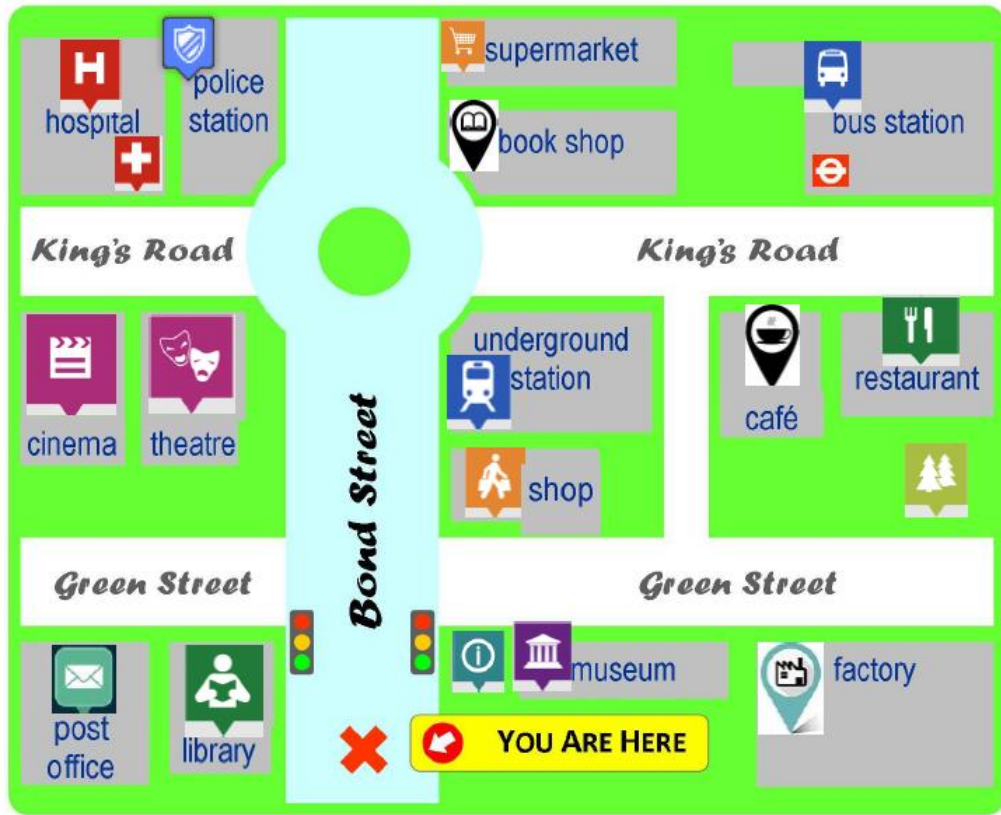 H
hospital
police
station
supermarket
book shop
bus station
King's Road
King's Road
cinema
theatre
Bond Street
underground
station
shop
café
restaurant
Green Street
Green Street
post
office
library
i
museum
factory
YOU ARE HERE